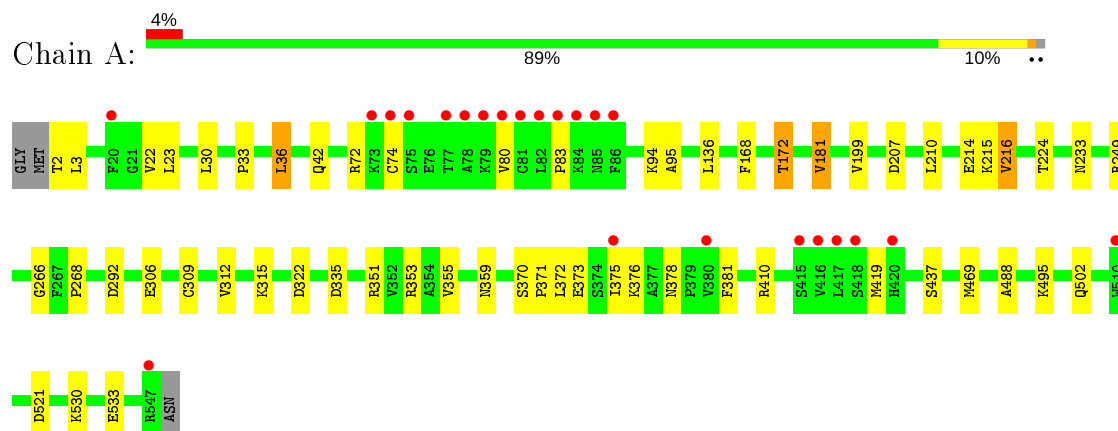 4%
Chain A:
89% 10% ••
GLY MET T2 L3 F20 G21 V22 L23 L30 P33 L36 Q42 R72 K73 C74 S75 E76 T77 A78 K79 V80 C81 L82 P83 K84 N85 F86 K94 A95 L136 F168 T172 V181 V199 D207 L210 E214 K215 V216 T224 N233
G266 F267 P268 D292 E306 C309 V312 K315 D322 D335 R351 V352 R353 A354 V355 N359 S370 P371 L372 E373 S374 I375 K376 A377 N378 P379 V380 F381 R410 S415 V416 L417 S418 M419 H420 S437 M469 A488 K495 Q502
D521 K530 E533 R547 ASN